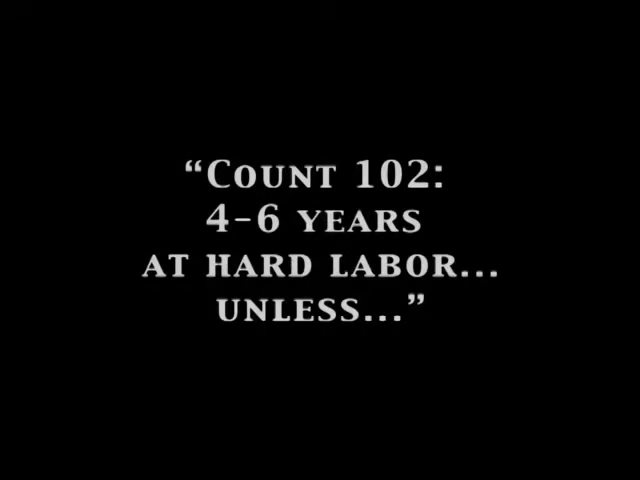 “Count 102:
4-6 years
at hard labor...
unless...”